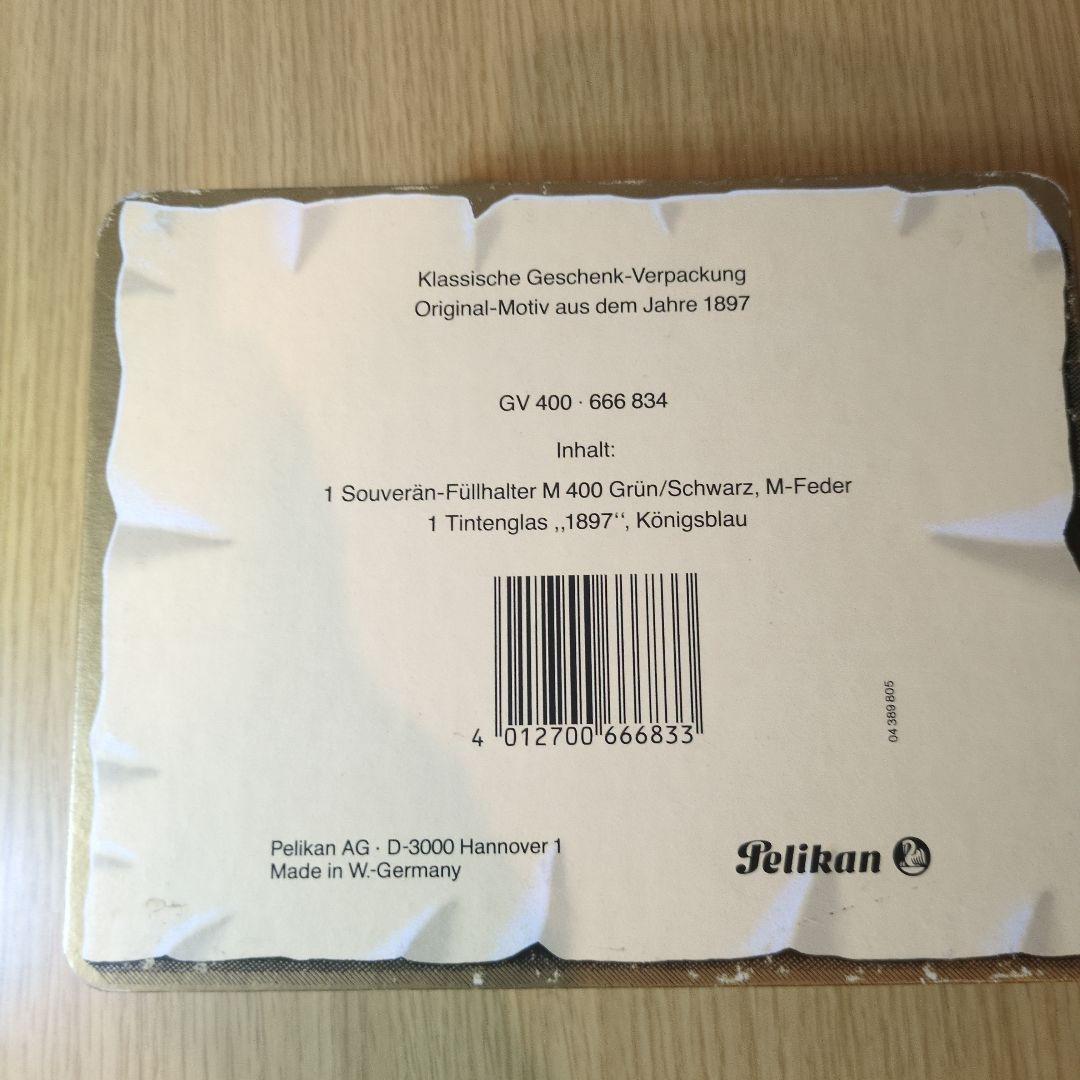 Klassische Geschenk-Verpackung
Original-Motiv aus dem Jahre 1897
GV 400 · 666 834
Inhalt:
1 Souverän-Füllhalter M 400 Grün/Schwarz, M-Feder
1 Tintenglas ,,1897‘‘, Königsblau
4 012700 666833
04 389 805
Pelikan AG · D-3000 Hannover 1
Made in W.-Germany
Pelikan